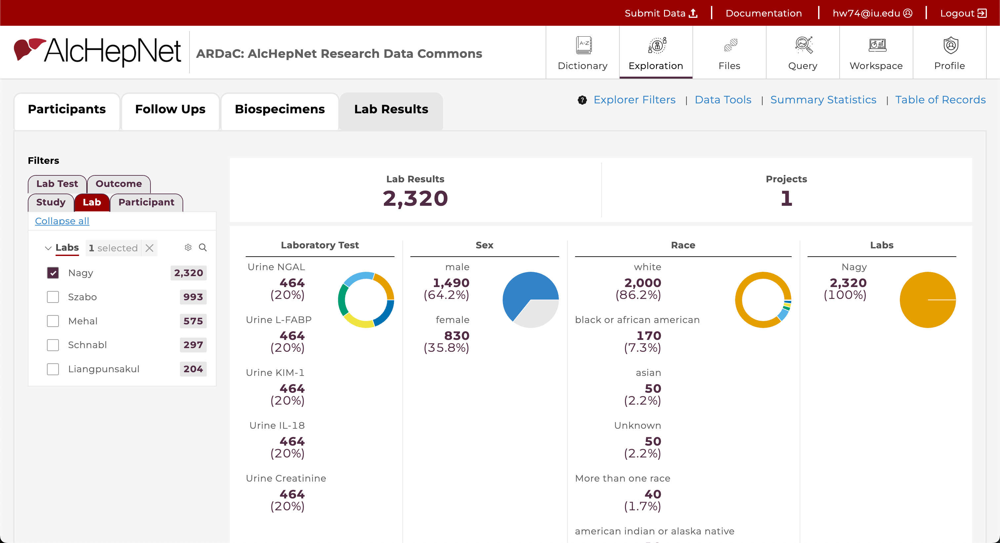 Submit Data
Documentation
hw74@iu.edu
Logout
AlcHepNet
ARDaC: AlcHepNet Research Data Commons
A-Z
Dictionary
Exploration
Files
Query
Workspace
Profile
Participants
Follow Ups
Biospecimens
Lab Results
?
Explorer Filters | Data Tools | Summary Statistics | Table of Records
Filters
Lab Test
Outcome
Study
Lab
Participant
Collapse all
Labs 1 selected
Nagy 2,320
Szabo 993
Mehal 575
Schnabl 297
Liangpunsakul 204
Lab Results
2,320
Projects
1
Laboratory Test
Urine NGAL
464
(20%)
Urine L-FABP
464
(20%)
Urine KIM-1
464
(20%)
Urine IL-18
464
(20%)
Urine Creatinine
464
(20%)
Sex
male
1,490
(64.2%)
female
830
(35.8%)
Race
white
2,000
(86.2%)
black or african american
170
(7.3%)
asian
50
(2.2%)
Unknown
50
(2.2%)
More than one race
40
(1.7%)
american indian or alaska native
Labs
Nagy
2,320
(100%)